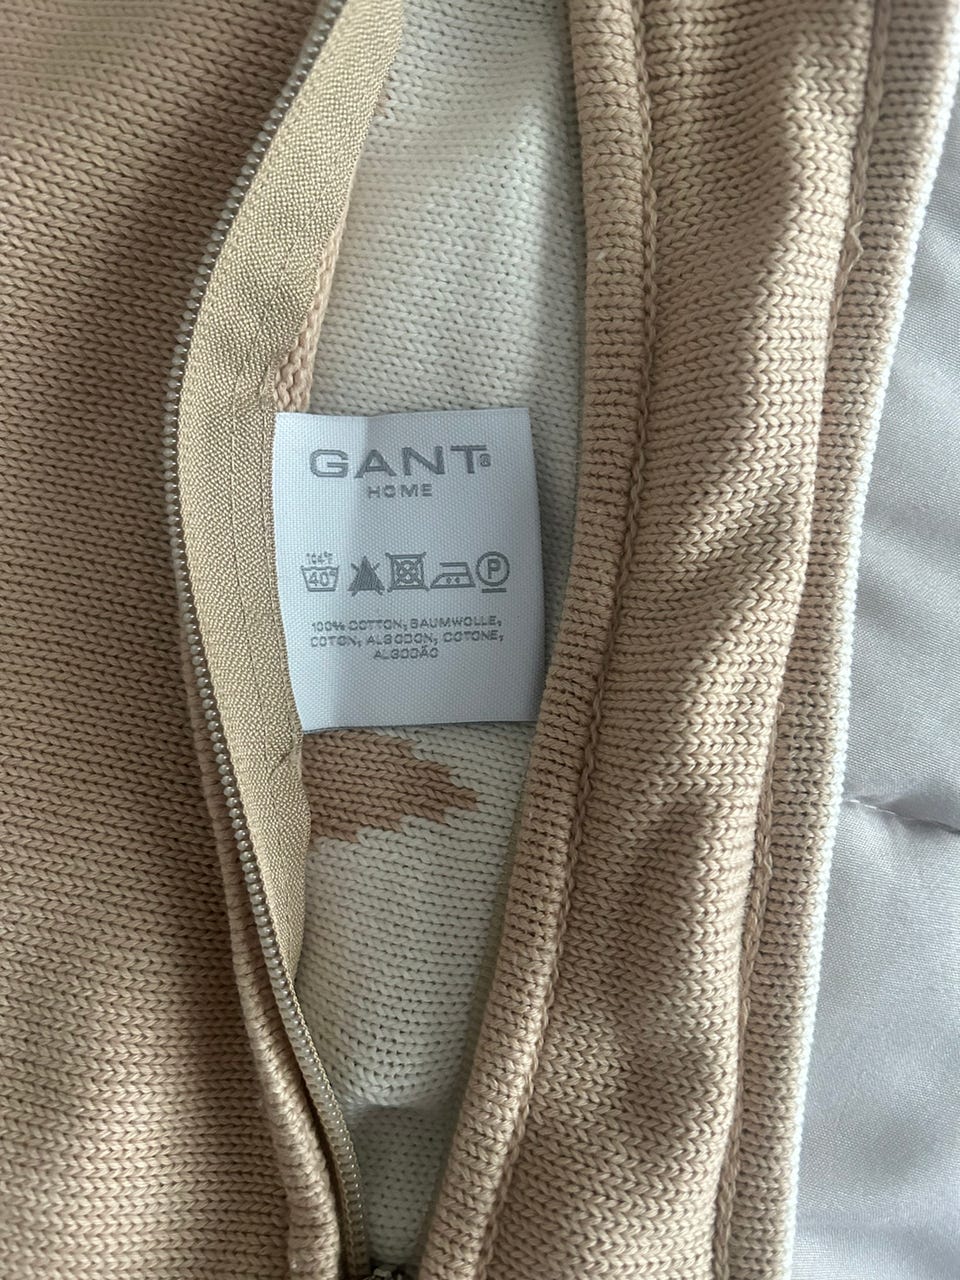 GANT®
HOME
104°F
40°
P
100% COTTON, BAUMWOLLE,
COTON, ALGODON, COTONE,
ALGODÃO